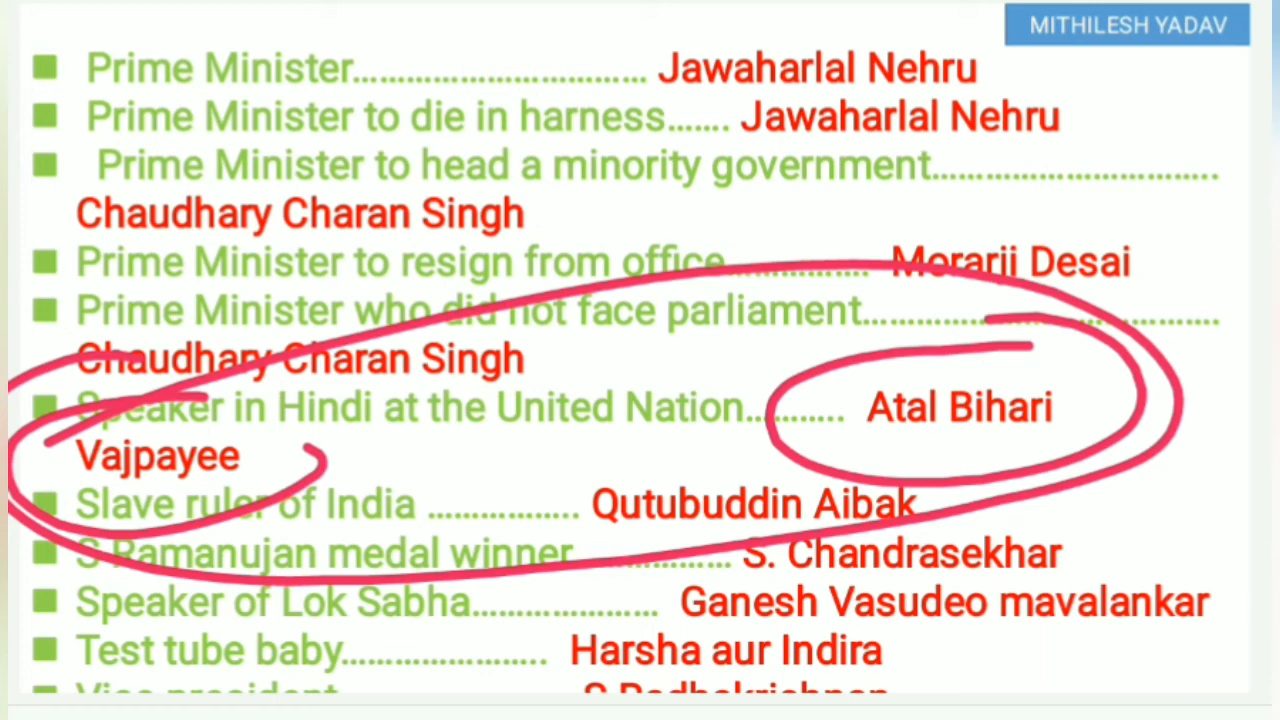 MITHILESH YADAV
■ Prime Minister................................ Jawaharlal Nehru
■ Prime Minister to die in harness....... Jawaharlal Nehru
■ Prime Minister to head a minority government................................
Chaudhary Charan Singh
■ Prime Minister to resign from office................ Morarji Desai
■ Prime Minister who did not face parliament........................................
Chaudhary Charan Singh
■ Speaker in Hindi at the United Nation........... Atal Bihari
Vajpayee
■ Slave ruler of India ................. Qutubuddin Aibak
■ S Ramanujan medal winner.................. S. Chandrasekhar
■ Speaker of Lok Sabha..................... Ganesh Vasudeo mavalankar
■ Test tube baby....................... Harsha aur Indira
■ Vice president S Radhakrishnan